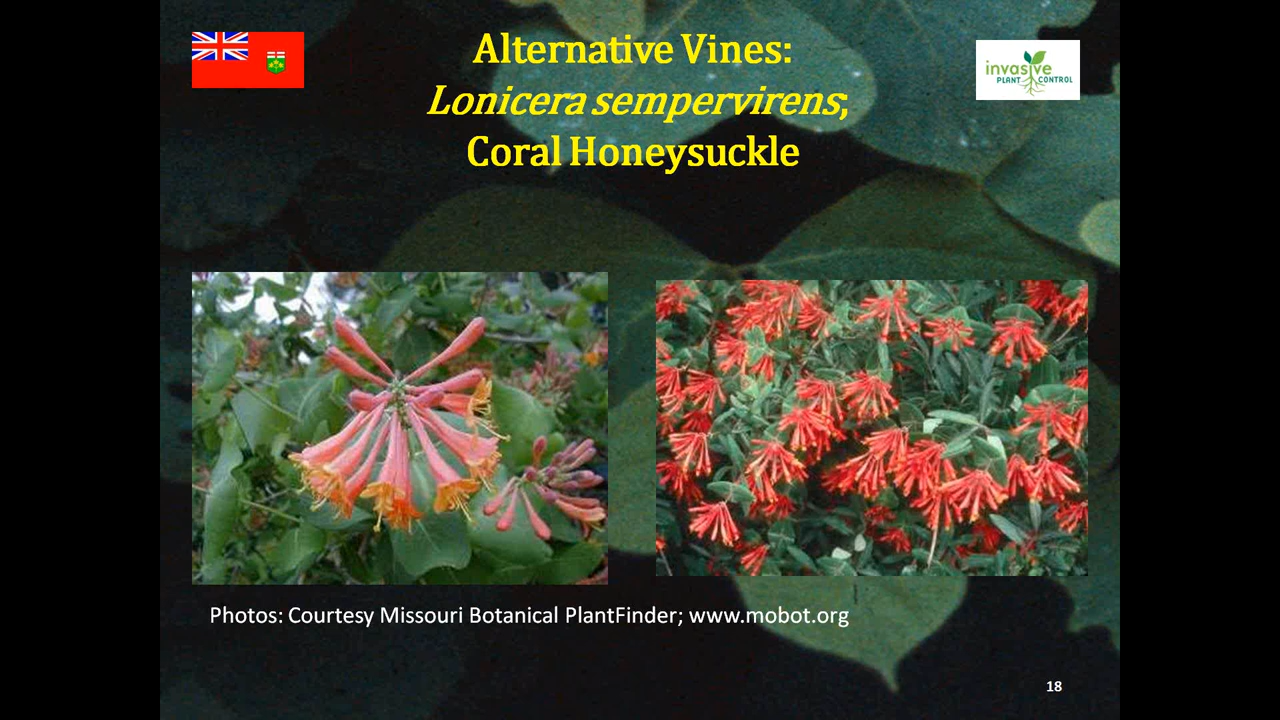 Alternative Vines:
Lonicera sempervirens,
Coral Honeysuckle
invasive
PLANT CONTROL
Photos: Courtesy Missouri Botanical PlantFinder; www.mobot.org
18